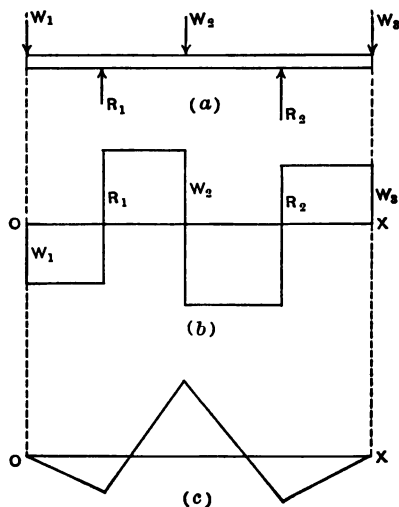 W₁ W₂ W₃
R₁ (a) R₂
R₁ W₂ R₂ W₃
O X
W₁
(b)
O X
(c)